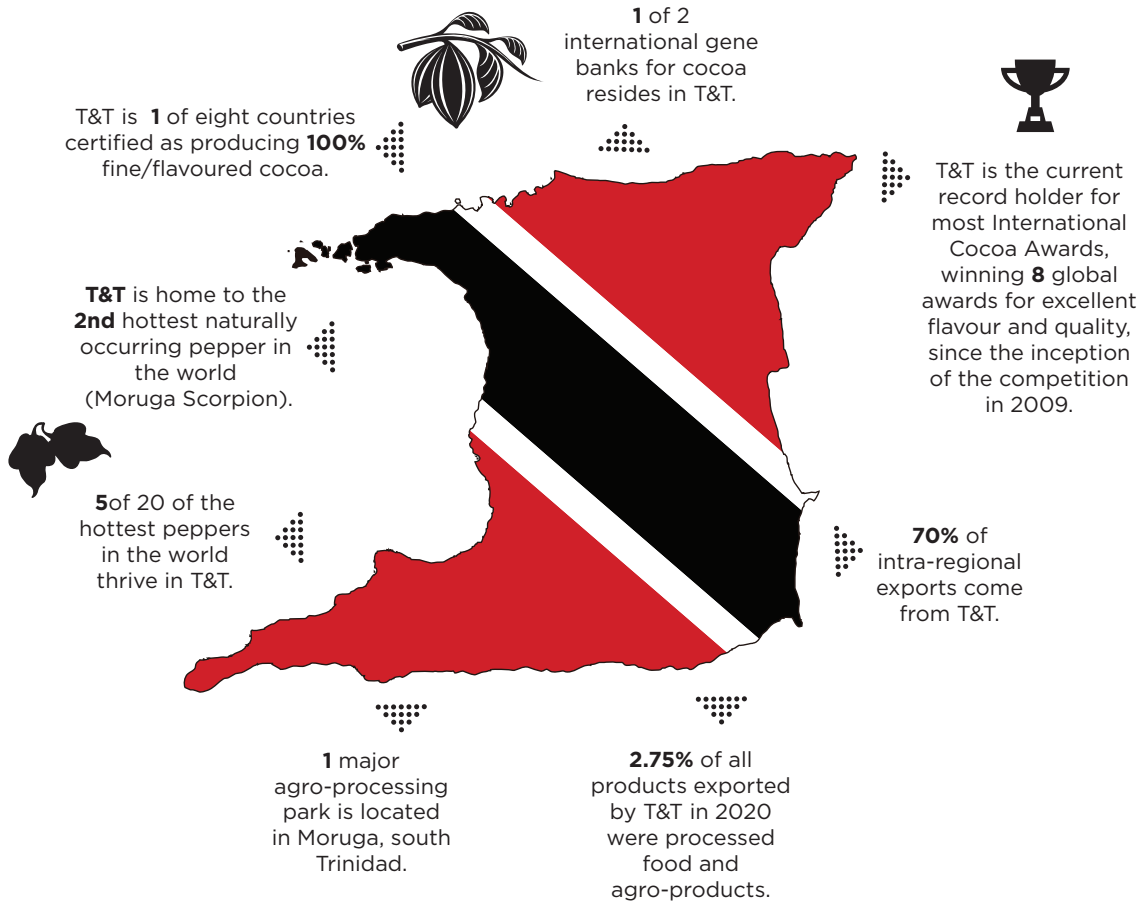 1 of 2
international gene
banks for cocoa
resides in T&T.
T&T is 1 of eight countries
certified as producing 100%
fine/flavoured cocoa.
T&T is the current
record holder for
most International
Cocoa Awards,
winning 8 global
awards for excellent
flavour and quality,
since the inception
of the competition
in 2009.
T&T is home to the
2nd hottest naturally
occurring pepper in
the world
(Moruga Scorpion).
5of 20 of the
hottest peppers
in the world
thrive in T&T.
70% of
intra-regional
exports come
from T&T.
1 major
agro-processing
park is located
in Moruga, south
Trinidad.
2.75% of all
products exported
by T&T in 2020
were processed
food and
agro-products.